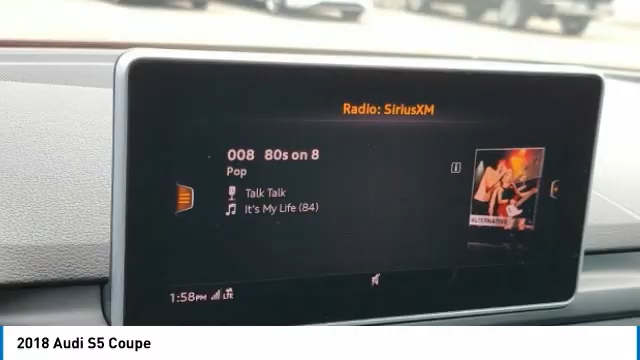 Radio: SiriusXM
008 80s on 8
Pop
Talk Talk
It's My Life (84)
ALTERNATIVE
1:58PM LTE
2018 Audi S5 Coupe